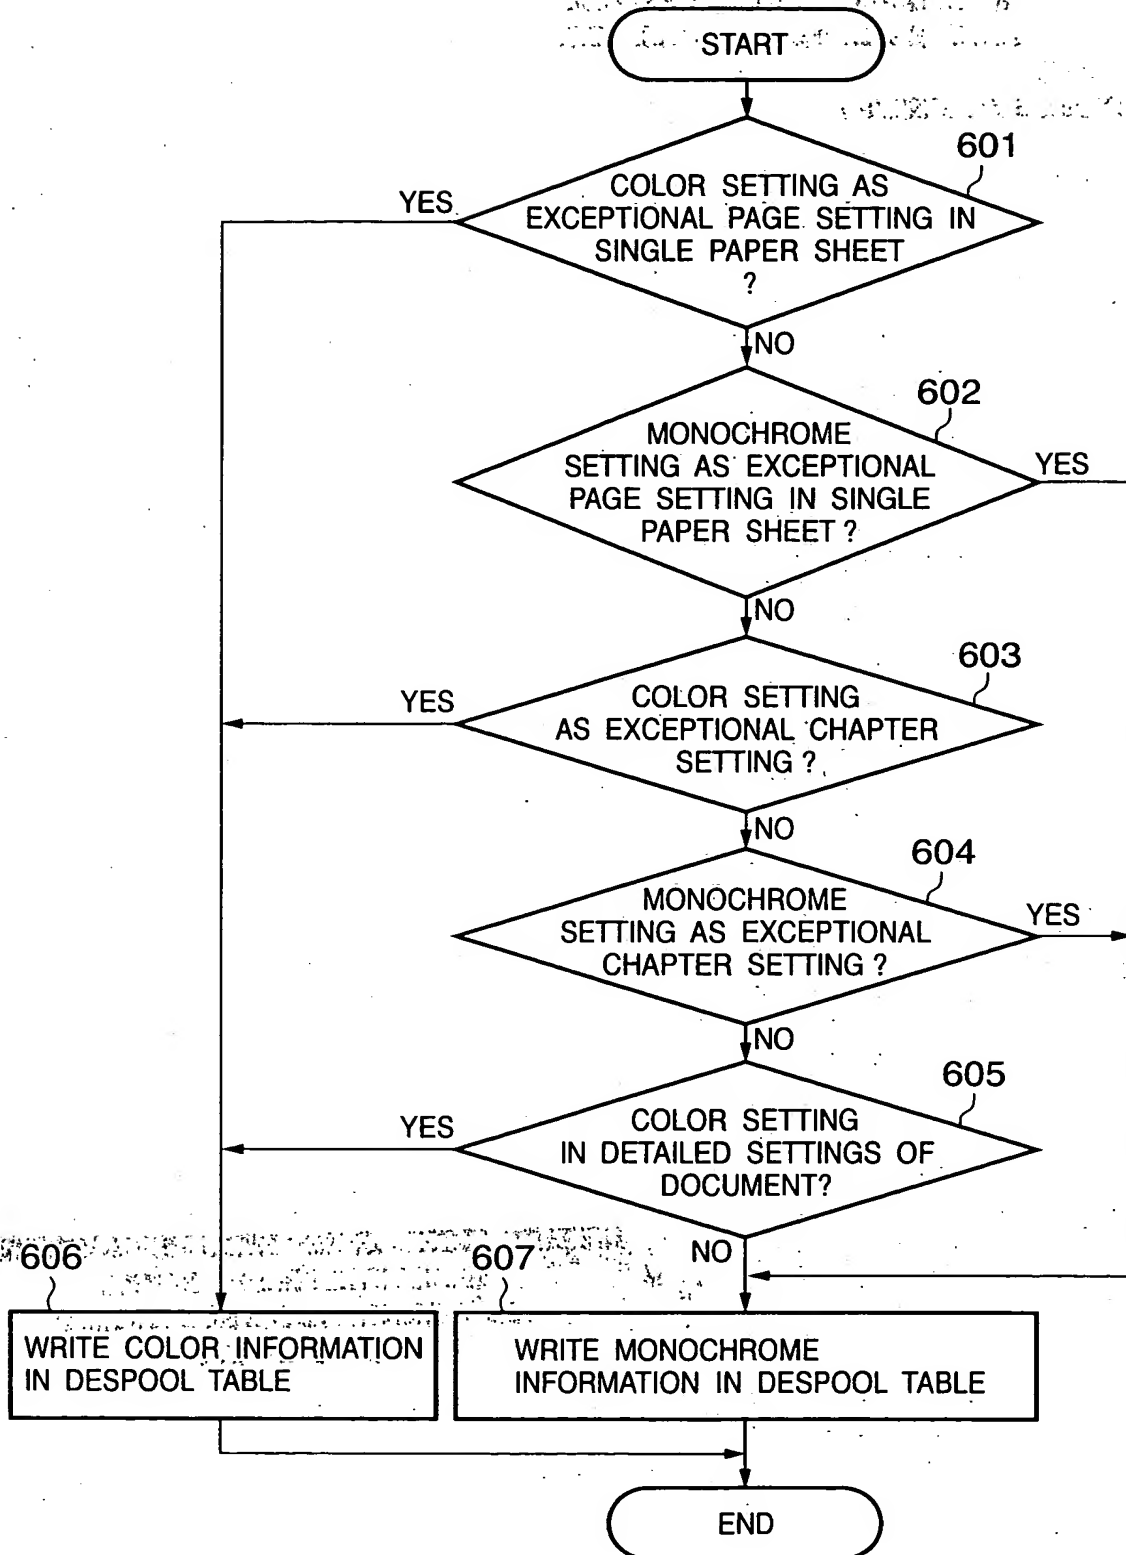 START
601
COLOR SETTING AS
EXCEPTIONAL PAGE SETTING IN
SINGLE PAPER SHEET
?
YES
NO
602
MONOCHROME
SETTING AS EXCEPTIONAL
PAGE SETTING IN SINGLE
PAPER SHEET ?
YES
NO
603
COLOR SETTING
AS EXCEPTIONAL CHAPTER
SETTING ?
YES
NO
604
MONOCHROME
SETTING AS EXCEPTIONAL
CHAPTER SETTING ?
YES
NO
605
COLOR SETTING
IN DETAILED SETTINGS OF
DOCUMENT?
YES
NO
606
WRITE COLOR INFORMATION
IN DESPOOL TABLE
607
WRITE MONOCHROME
INFORMATION IN DESPOOL TABLE
END